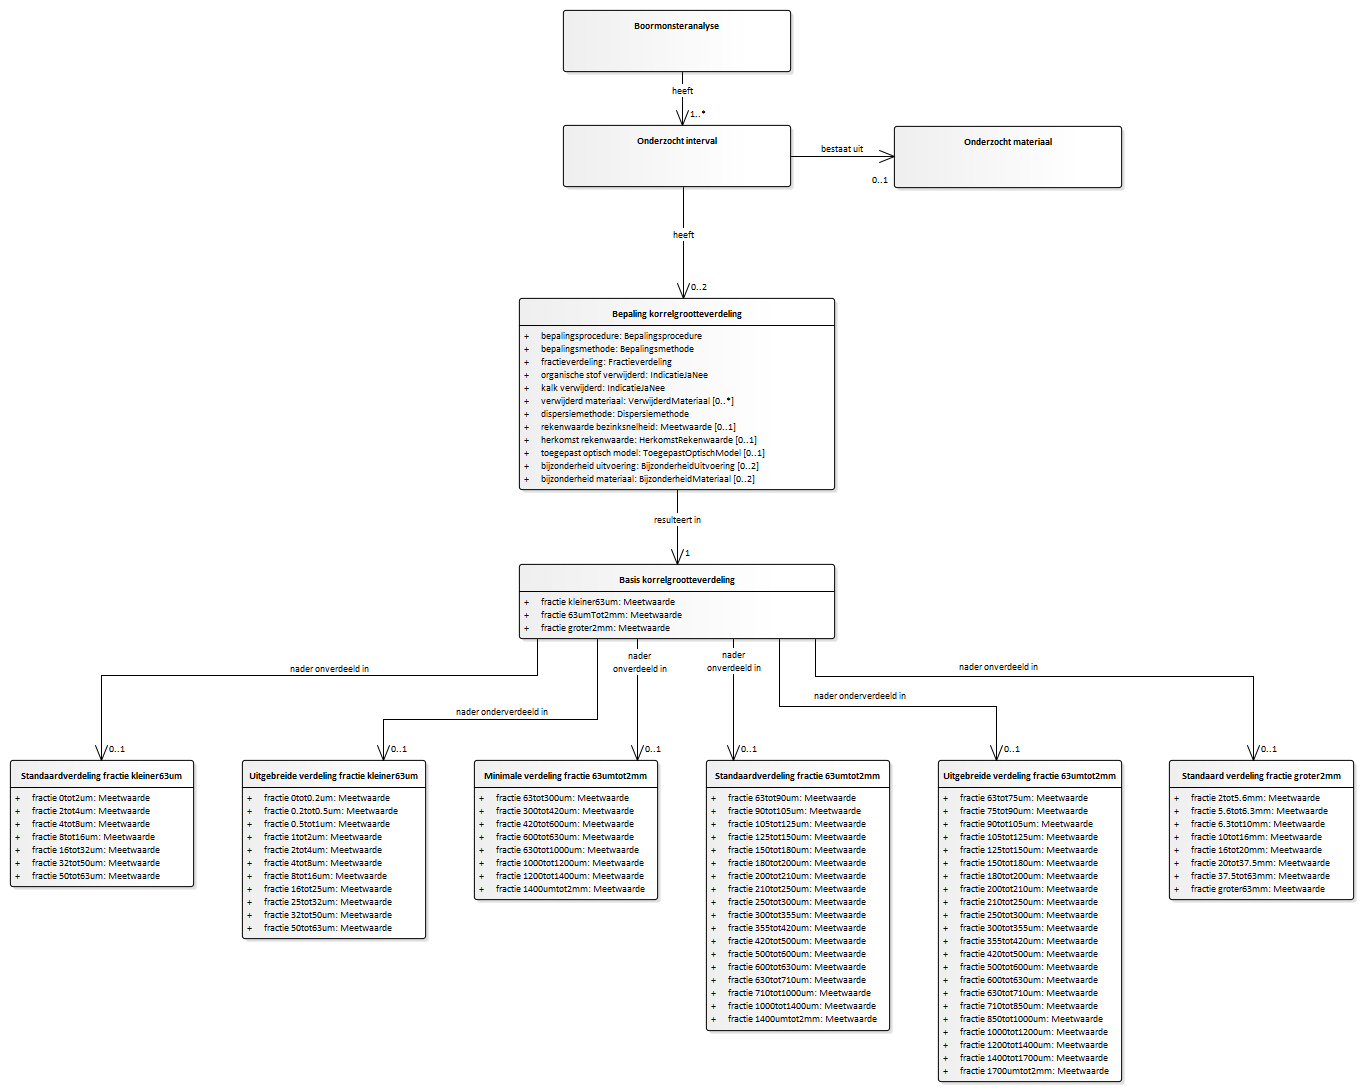 Boormonsteranalyse
heeft
1..*
Onderzocht interval
bestaat uit
0..1
Onderzocht materiaal
heeft
0..2
Bepaling korrelgrootteverdeling
+ bepalingsprocedure: Bepalingsprocedure
+ bepalingsmethode: Bepalingsmethode
+ fractieverdeling: Fractieverdeling
+ organische stof verwijderd: IndicatieJaNee
+ kalk verwijderd: IndicatieJaNee
+ verwijderd materiaal: VerwijderdMateriaal [0..*]
+ dispersiemethode: Dispersiemethode
+ rekenwaarde bezinksnelheid: Meetwaarde [0..1]
+ herkomst rekenwaarde: HerkomstRekenwaarde [0..1]
+ toegepast optisch model: ToegepastOptischModel [0..1]
+ bijzonderheid uitvoering: BijzonderheidUitvoering [0..2]
+ bijzonderheid materiaal: BijzonderheidMateriaal [0..2]
resulteert in
1
Basis korrelgrootteverdeling
+ fractie kleiner63um: Meetwaarde
+ fractie 63umTot2mm: Meetwaarde
+ fractie groter2mm: Meetwaarde
nader onverdeeld in
0..1
nader onderverdeeld in
0..1
nader
onverdeeld in
0..1
nader
onverdeeld in
0..1
nader onderverdeeld in
0..1
nader onverdeeld in
0..1
Standaardverdeling fractie kleiner63um
+ fractie 0tot2um: Meetwaarde
+ fractie 2tot4um: Meetwaarde
+ fractie 4tot8um: Meetwaarde
+ fractie 8tot16um: Meetwaarde
+ fractie 16tot32um: Meetwaarde
+ fractie 32tot50um: Meetwaarde
+ fractie 50tot63um: Meetwaarde
Uitgebreide verdeling fractie kleiner63um
+ fractie 0tot0.2um: Meetwaarde
+ fractie 0.2tot0.5um: Meetwaarde
+ fractie 0.5tot1um: Meetwaarde
+ fractie 1tot2um: Meetwaarde
+ fractie 2tot4um: Meetwaarde
+ fractie 4tot8um: Meetwaarde
+ fractie 8tot16um: Meetwaarde
+ fractie 16tot25um: Meetwaarde
+ fractie 25tot32um: Meetwaarde
+ fractie 32tot50um: Meetwaarde
+ fractie 50tot63um: Meetwaarde
Minimale verdeling fractie 63umtot2mm
+ fractie 63tot300um: Meetwaarde
+ fractie 300tot420um: Meetwaarde
+ fractie 420tot600um: Meetwaarde
+ fractie 600tot630um: Meetwaarde
+ fractie 630tot1000um: Meetwaarde
+ fractie 1000tot1200um: Meetwaarde
+ fractie 1200tot1400um: Meetwaarde
+ fractie 1400umtot2mm: Meetwaarde
Standaardverdeling fractie 63umtot2mm
+ fractie 63tot90um: Meetwaarde
+ fractie 90tot105um: Meetwaarde
+ fractie 105tot125um: Meetwaarde
+ fractie 125tot150um: Meetwaarde
+ fractie 150tot180um: Meetwaarde
+ fractie 180tot200um: Meetwaarde
+ fractie 200tot210um: Meetwaarde
+ fractie 210tot250um: Meetwaarde
+ fractie 250tot300um: Meetwaarde
+ fractie 300tot355um: Meetwaarde
+ fractie 355tot420um: Meetwaarde
+ fractie 420tot500um: Meetwaarde
+ fractie 500tot600um: Meetwaarde
+ fractie 600tot630um: Meetwaarde
+ fractie 630tot710um: Meetwaarde
+ fractie 710tot1000um: Meetwaarde
+ fractie 1000tot1400um: Meetwaarde
+ fractie 1400umtot2mm: Meetwaarde
Uitgebreide verdeling fractie 63umtot2mm
+ fractie 63tot75um: Meetwaarde
+ fractie 75tot90um: Meetwaarde
+ fractie 90tot105um: Meetwaarde
+ fractie 105tot125um: Meetwaarde
+ fractie 125tot150um: Meetwaarde
+ fractie 150tot180um: Meetwaarde
+ fractie 180tot200um: Meetwaarde
+ fractie 200tot210um: Meetwaarde
+ fractie 210tot250um: Meetwaarde
+ fractie 250tot300um: Meetwaarde
+ fractie 300tot355um: Meetwaarde
+ fractie 355tot420um: Meetwaarde
+ fractie 420tot500um: Meetwaarde
+ fractie 500tot600um: Meetwaarde
+ fractie 600tot630um: Meetwaarde
+ fractie 630tot710um: Meetwaarde
+ fractie 710tot850um: Meetwaarde
+ fractie 850tot1000um: Meetwaarde
+ fractie 1000tot1200um: Meetwaarde
+ fractie 1200tot1400um: Meetwaarde
+ fractie 1400tot1700um: Meetwaarde
+ fractie 1700umtot2mm: Meetwaarde
Standaard verdeling fractie groter2mm
+ fractie 2tot5.6mm: Meetwaarde
+ fractie 5.6tot6.3mm: Meetwaarde
+ fractie 6.3tot10mm: Meetwaarde
+ fractie 10tot16mm: Meetwaarde
+ fractie 16tot20mm: Meetwaarde
+ fractie 20tot37.5mm: Meetwaarde
+ fractie 37.5tot63mm: Meetwaarde
+ fractie groter63mm: Meetwaarde